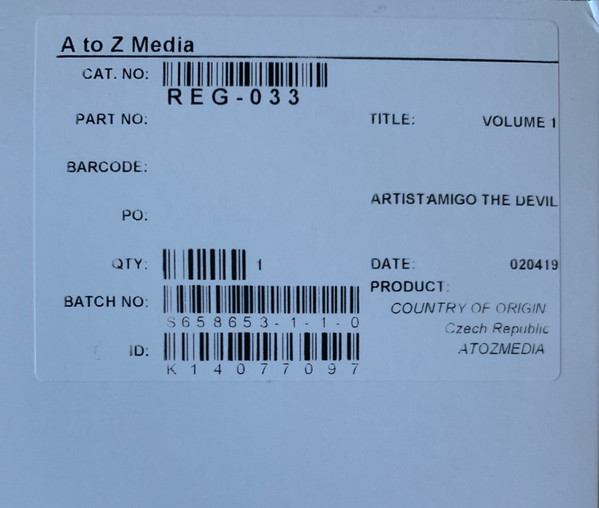 A to Z Media
CAT. NO:
REG-033
PART NO:
TITLE: VOLUME 1
BARCODE:
ARTIST:AMIGO THE DEVIL
PO:
QTY: 1
DATE: 020419
PRODUCT:
BATCH NO:
S658653-1-1-0
COUNTRY OF ORIGIN
Czech Republic
ID:
K14077097
ATOZMEDIA